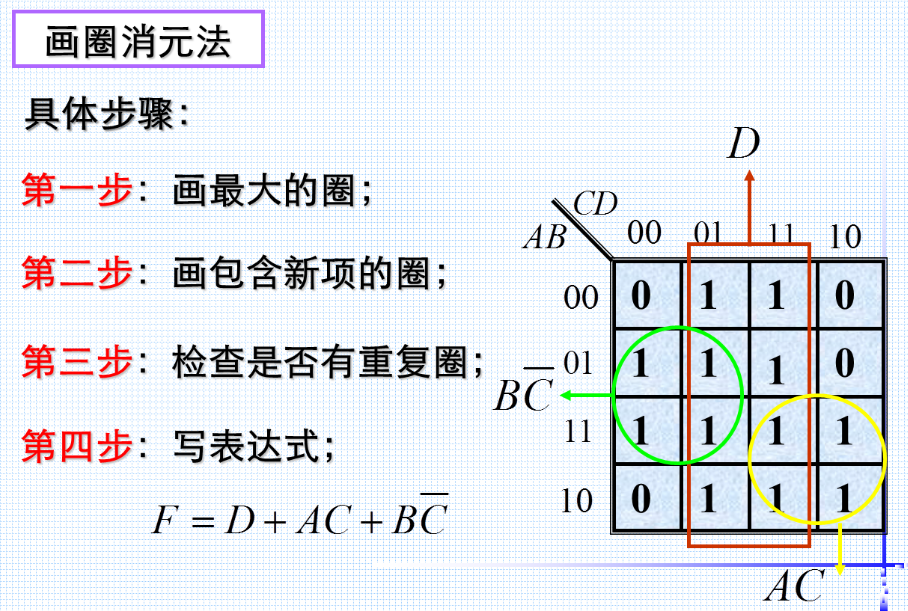 画圈消元法
具体步骤：
第一步：画最大的圈；
第二步：画包含新项的圈；
第三步：检查是否有重复圈；
第四步：写表达式；
F = D + AC + BC̅
D
CD
AB
00 01 11 10
00 0 1 1 0
01 1 1 1 0
BC̅
11 1 1 1 1
10 0 1 1 1
AC